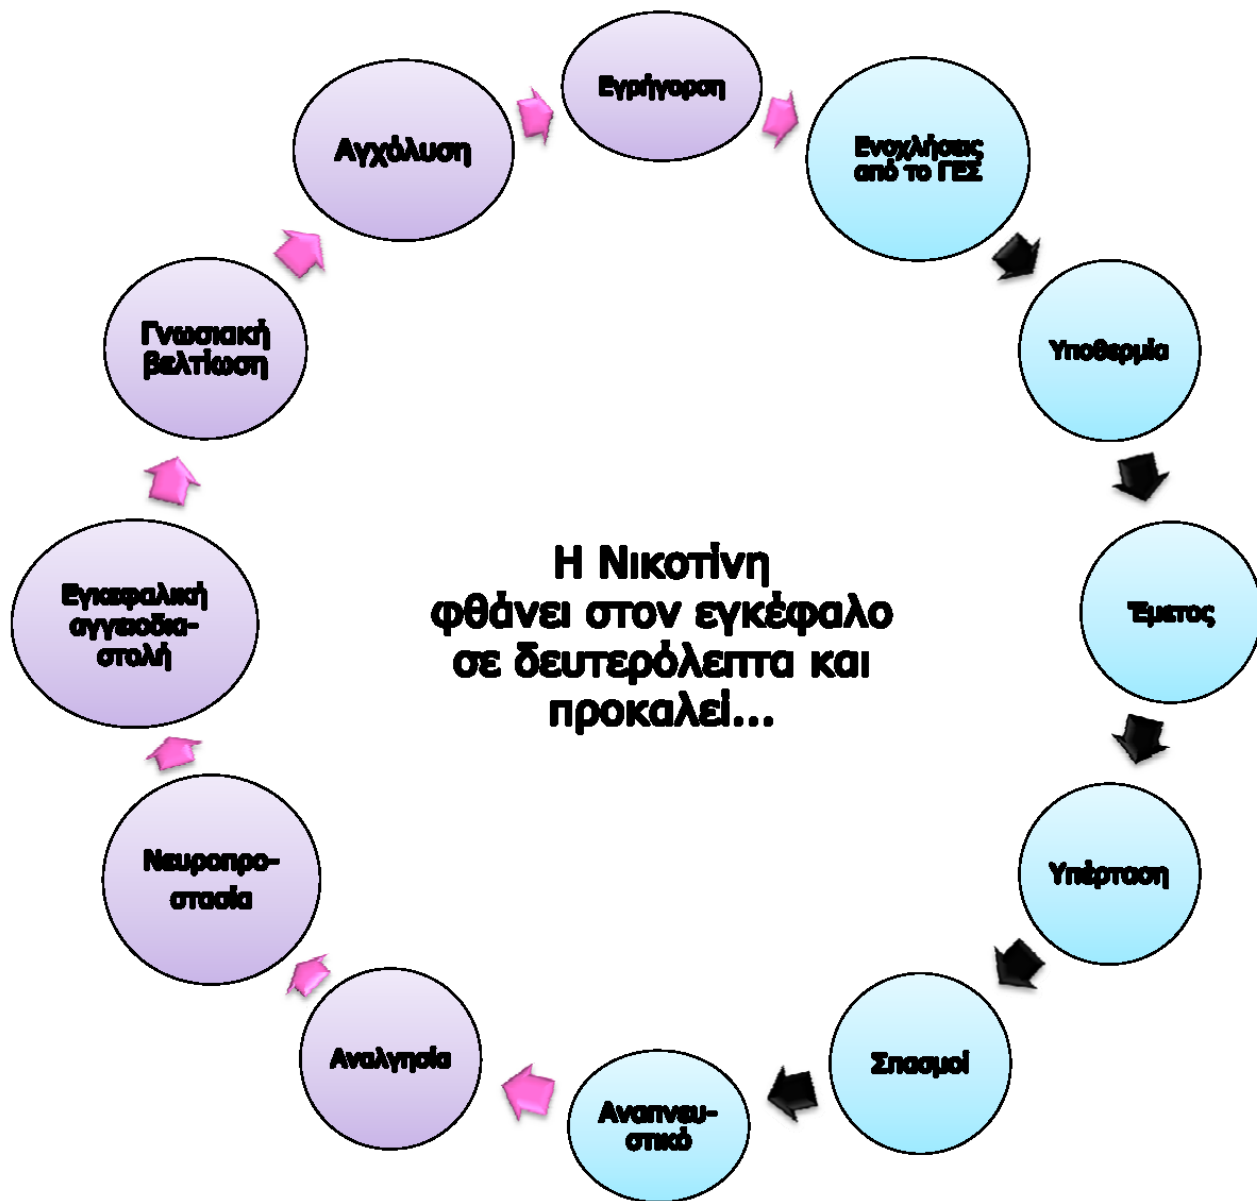 Εγρήγορση
Ενοχλήσεις
από το ΓΕΣ
Υποθερμία
Έμετος
Υπέρταση
Σπασμοί
Αναπνευ-
στικό
Αναλγησία
Νευροπρο-
στασία
Εγκεφαλική
αγγειοδια-
στολή
Γνωσιακή
βελτίωση
Αγχόλυση
Η Νικοτίνη
φθάνει στον εγκέφαλο
σε δευτερόλεπτα και
προκαλεί...